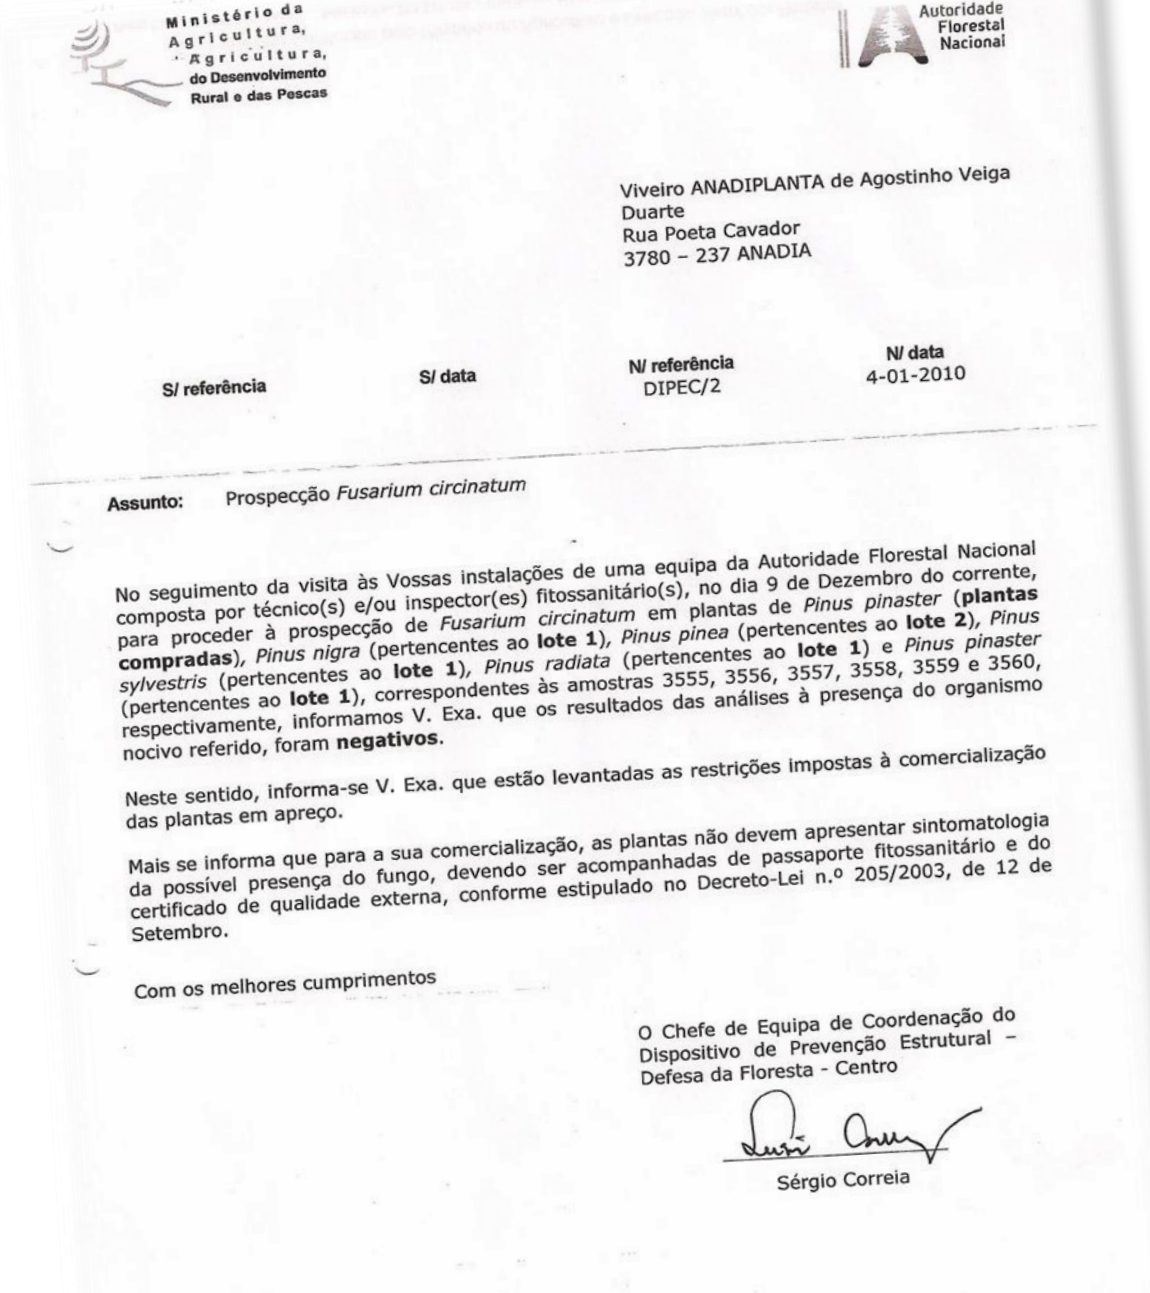 Ministério da
Agricultura,
Agricultura,
do Desenvolvimento
Rural e das Pescas
Autoridade
Florestal
Nacional
Viveiro ANADIPLANTA de Agostinho Veiga
Duarte
Rua Poeta Cavador
3780 – 237 ANADIA
S/ referência
S/ data
N/ referência
DIPEC/2
N/ data
4-01-2010
Assunto: Prospecção Fusarium circinatum
No seguimento da visita às Vossas instalações de uma equipa da Autoridade Florestal Nacional
composta por técnico(s) e/ou inspector(es) fitossanitário(s), no dia 9 de Dezembro do corrente,
para proceder à prospecção de Fusarium circinatum em plantas de Pinus pinaster (plantas
compradas), Pinus nigra (pertencentes ao lote 1), Pinus pinea (pertencentes ao lote 2), Pinus
sylvestris (pertencentes ao lote 1), Pinus radiata (pertencentes ao lote 1) e Pinus pinaster
(pertencentes ao lote 1), correspondentes às amostras 3555, 3556, 3557, 3558, 3559 e 3560,
respectivamente, informamos V. Exa. que os resultados das análises à presença do organismo
nocivo referido, foram negativos.
Neste sentido, informa-se V. Exa. que estão levantadas as restrições impostas à comercialização
das plantas em apreço.
Mais se informa que para a sua comercialização, as plantas não devem apresentar sintomatologia
da possível presença do fungo, devendo ser acompanhadas de passaporte fitossanitário e do
certificado de qualidade externa, conforme estipulado no Decreto-Lei n.º 205/2003, de 12 de
Setembro.
Com os melhores cumprimentos
O Chefe de Equipa de Coordenação do
Dispositivo de Prevenção Estrutural –
Defesa da Floresta - Centro
Sérgio Correia